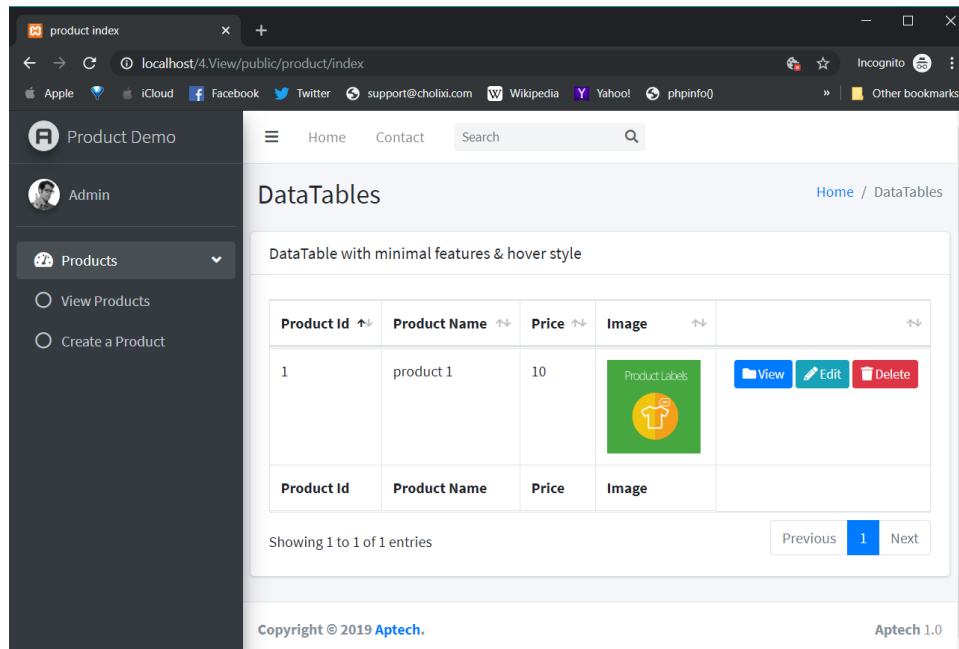 product index
localhost/4.View/public/product/index
Incognito
Apple
iCloud
Facebook
Twitter
support@cholixi.com
W Wikipedia
Y Yahoo!
phpinfo()
»
Other bookmarks
Product Demo
Home Contact Search
Admin
DataTables
Home / DataTables
Products
View Products
Create a Product
DataTable with minimal features & hover style
Product Id Product Name Price Image
1 product 1 10 Product Labels View Edit Delete
Product Id Product Name Price Image
Showing 1 to 1 of 1 entries
Previous 1 Next
Copyright © 2019 Aptech.
Aptech 1.0